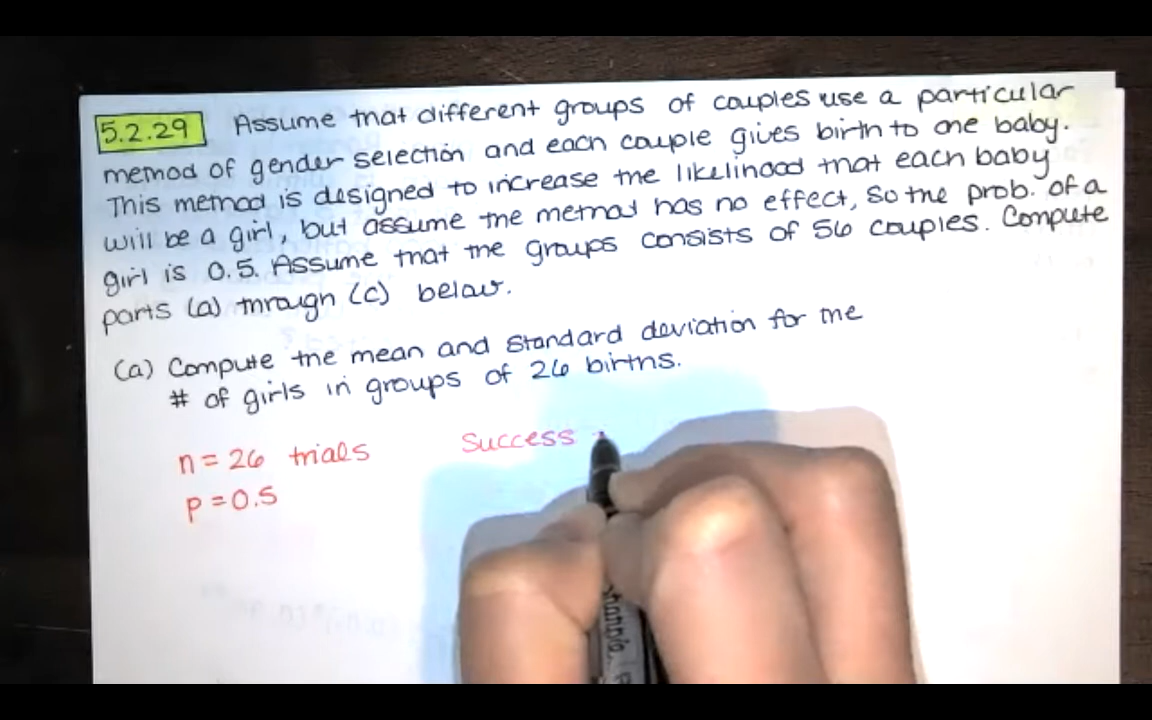 5.2.29 Assume that different groups of couples use a particular
method of gender selection and each couple gives birth to one baby.
This method is designed to increase the likelihood that each baby
will be a girl, but assume the method has no effect, so the prob. of a
girl is 0.5. Assume that the groups consists of 56 couples. Compute
parts (a) through (c) below.
(a) Compute the mean and standard deviation for the
# of girls in groups of 26 births.
n = 26 trials Success
p = 0.5
Sharpie